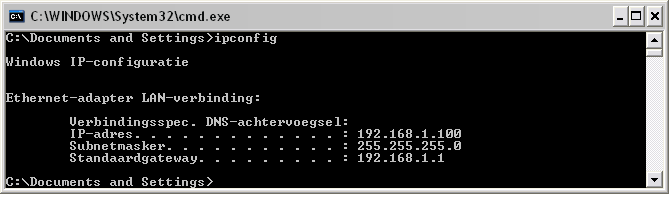 C:\WINDOWS\System32\cmd.exe
C:\Documents and Settings>ipconfig
Windows IP-configuratie
Ethernet-adapter LAN-verbinding:
Verbindingsspec. DNS-achtervoegsel:
IP-adres. . . . . . . . . . . . . : 192.168.1.100
Subnetmasker. . . . . . . . . . . : 255.255.255.0
Standaardgateway. . . . . . . . . : 192.168.1.1
C:\Documents and Settings>